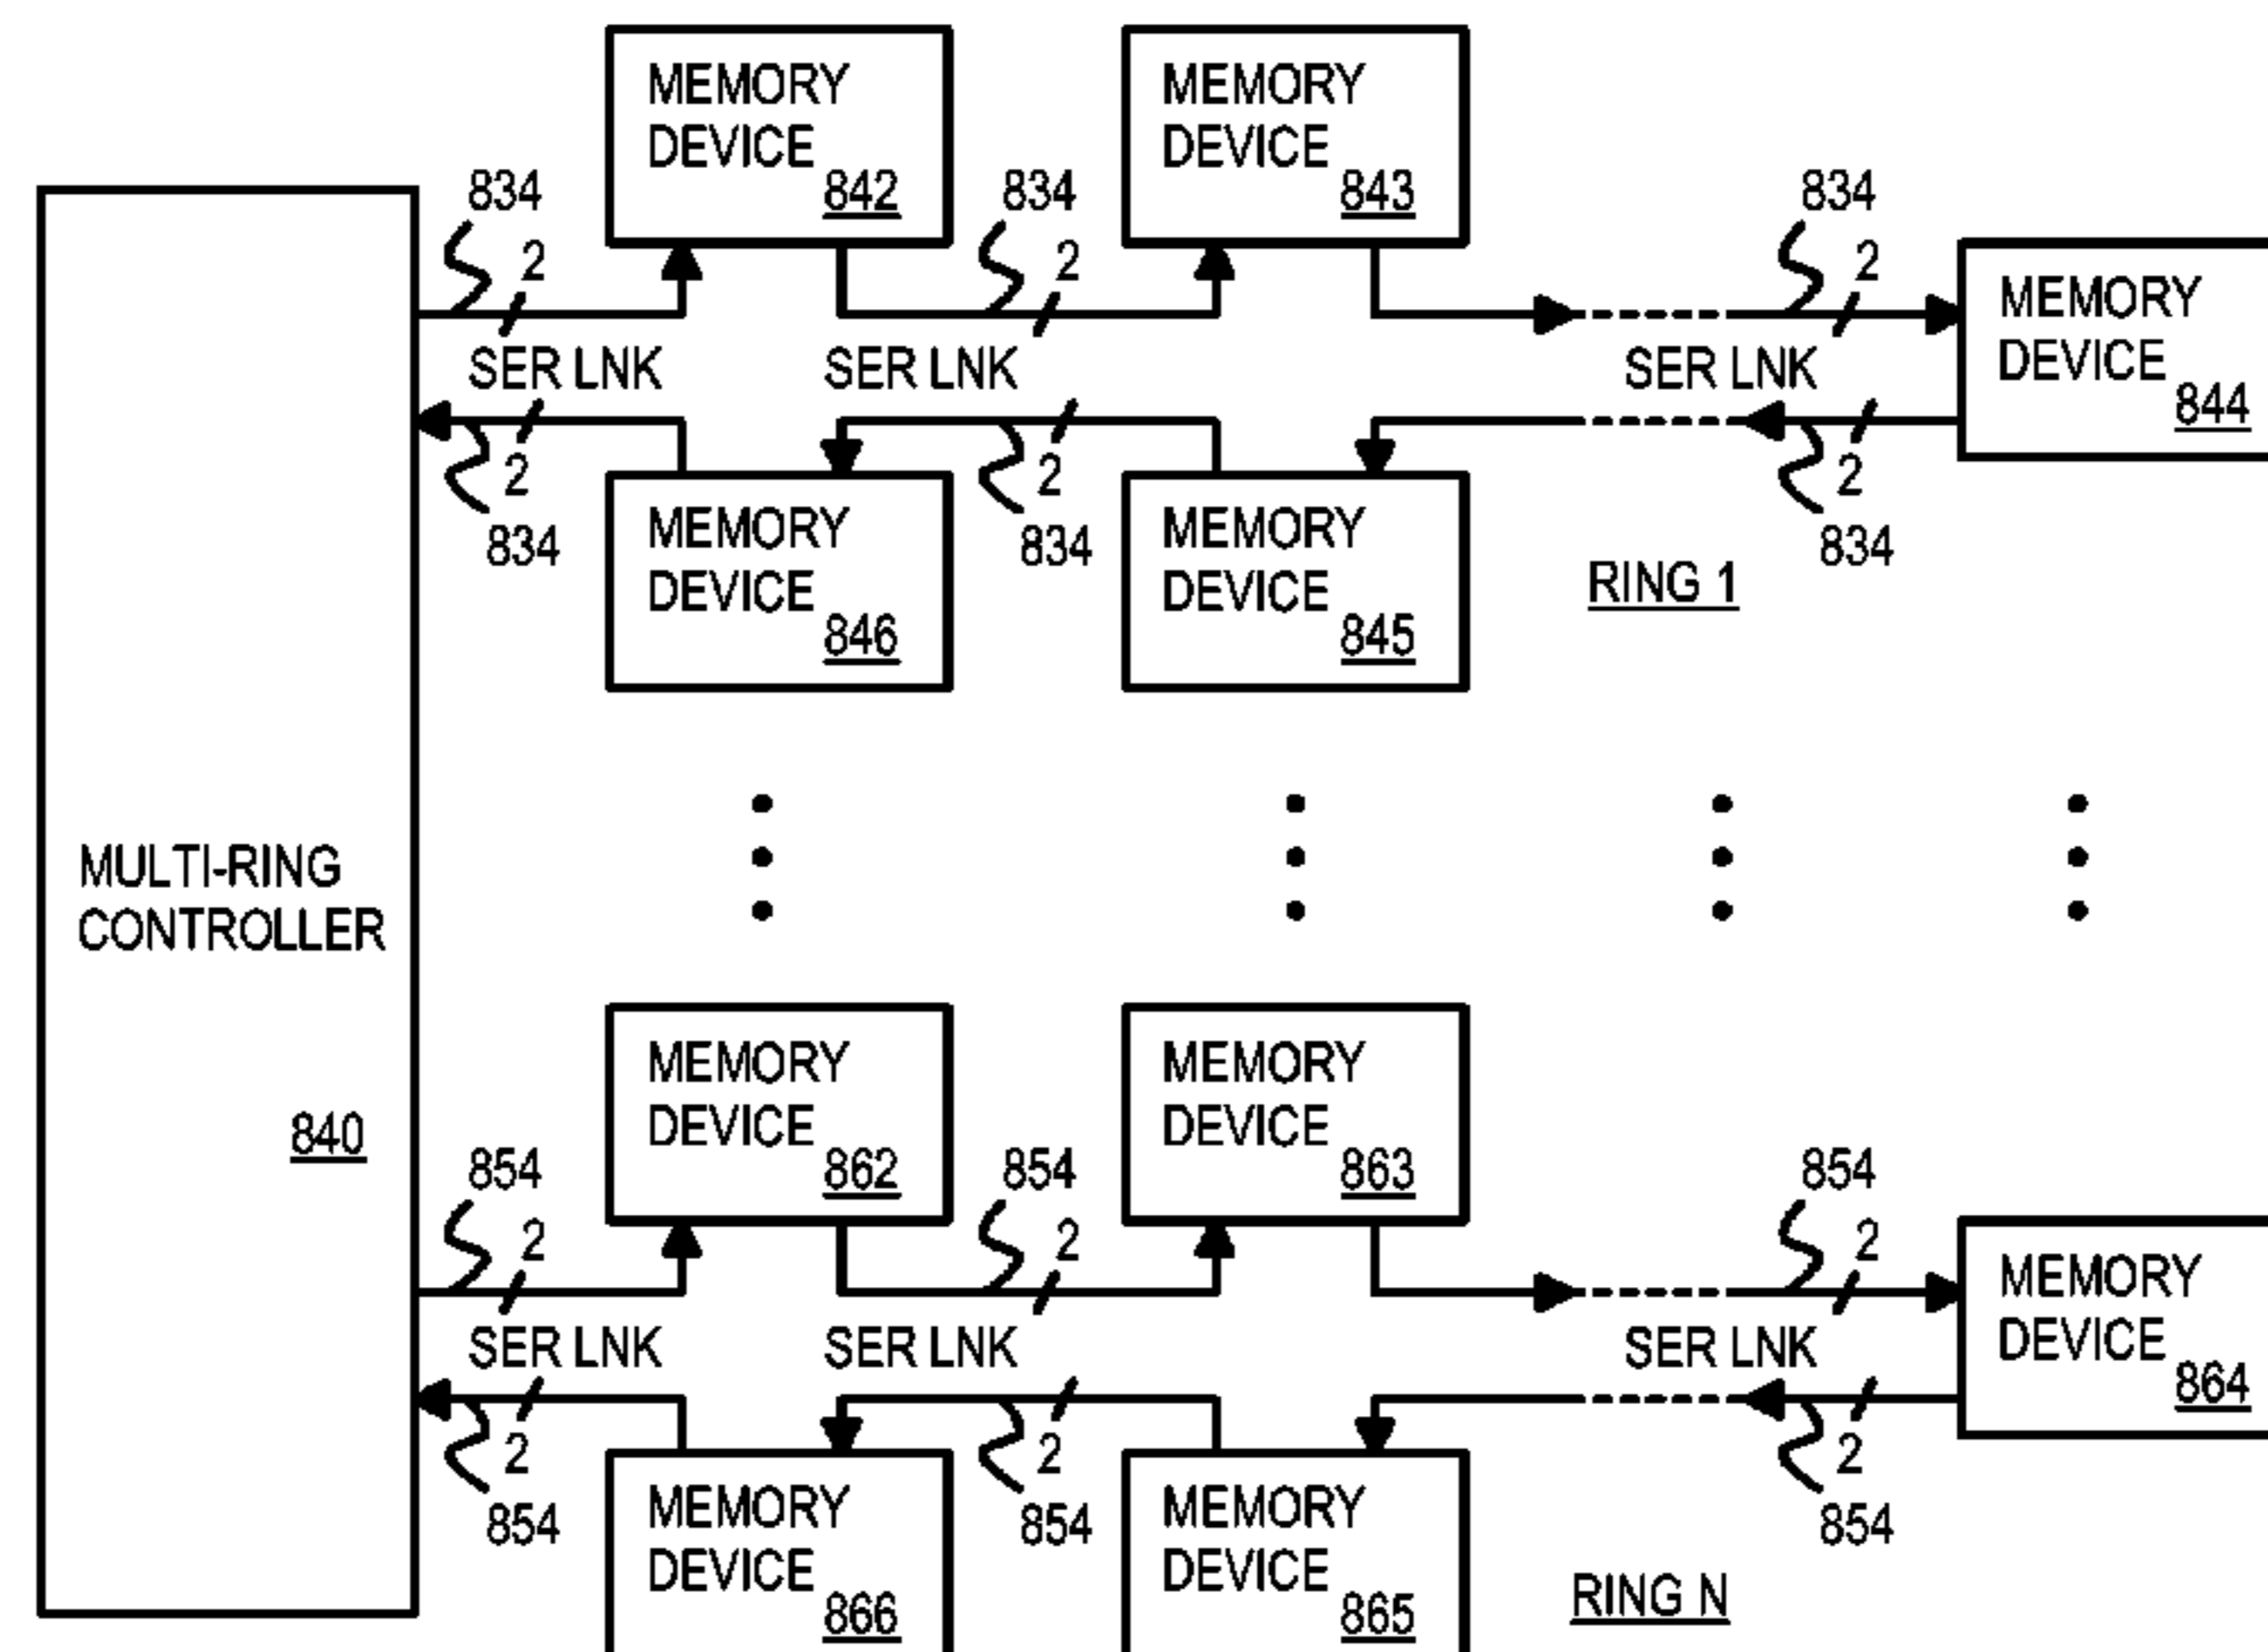 MEMORY
DEVICE
842
MEMORY
DEVICE
843
834
2
834
2
834
2
MEMORY
DEVICE
844
SER LNK
SER LNK
SER LNK
2
834
2
834
2
834
MEMORY
DEVICE
846
MEMORY
DEVICE
845
RING 1
MULTI-RING
CONTROLLER
840
MEMORY
DEVICE
862
MEMORY
DEVICE
863
854
2
854
2
854
2
MEMORY
DEVICE
864
SER LNK
SER LNK
SER LNK
2
854
2
854
2
854
MEMORY
DEVICE
866
MEMORY
DEVICE
865
RING N